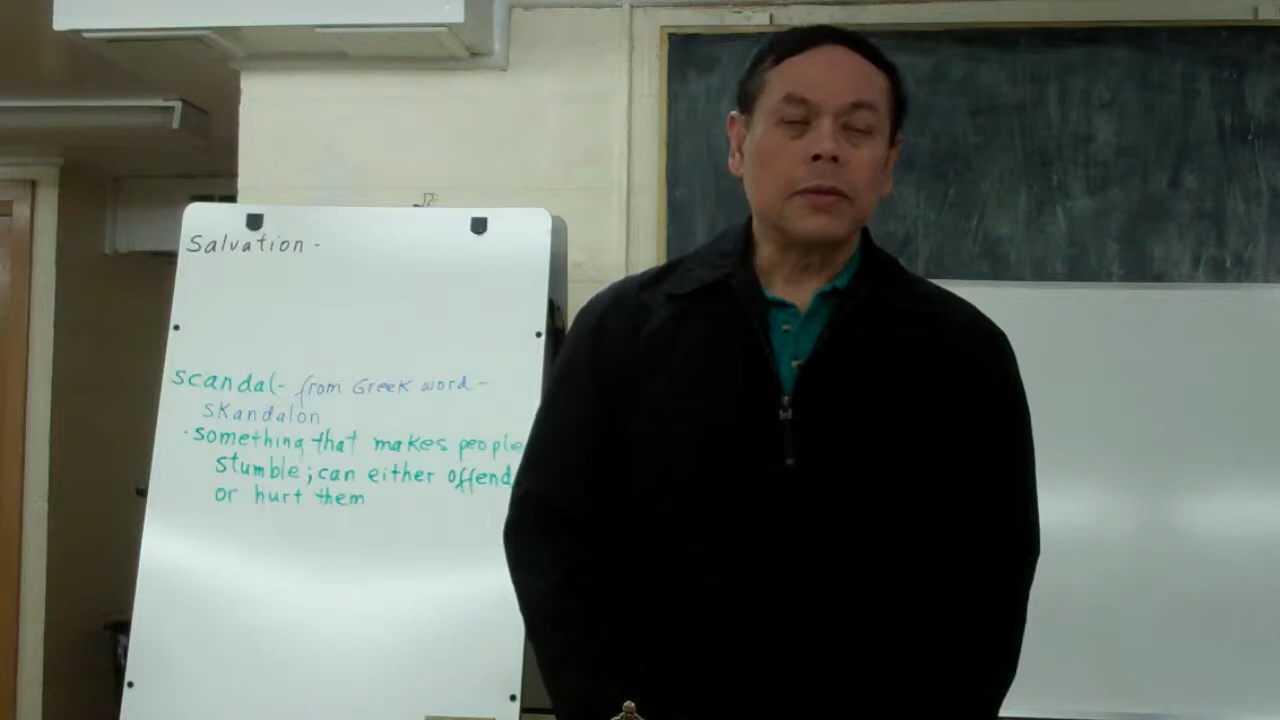 Salvation -
Scandal- from Greek word -
Skandalon
·something that makes people
stumble; can either offend
or hurt them